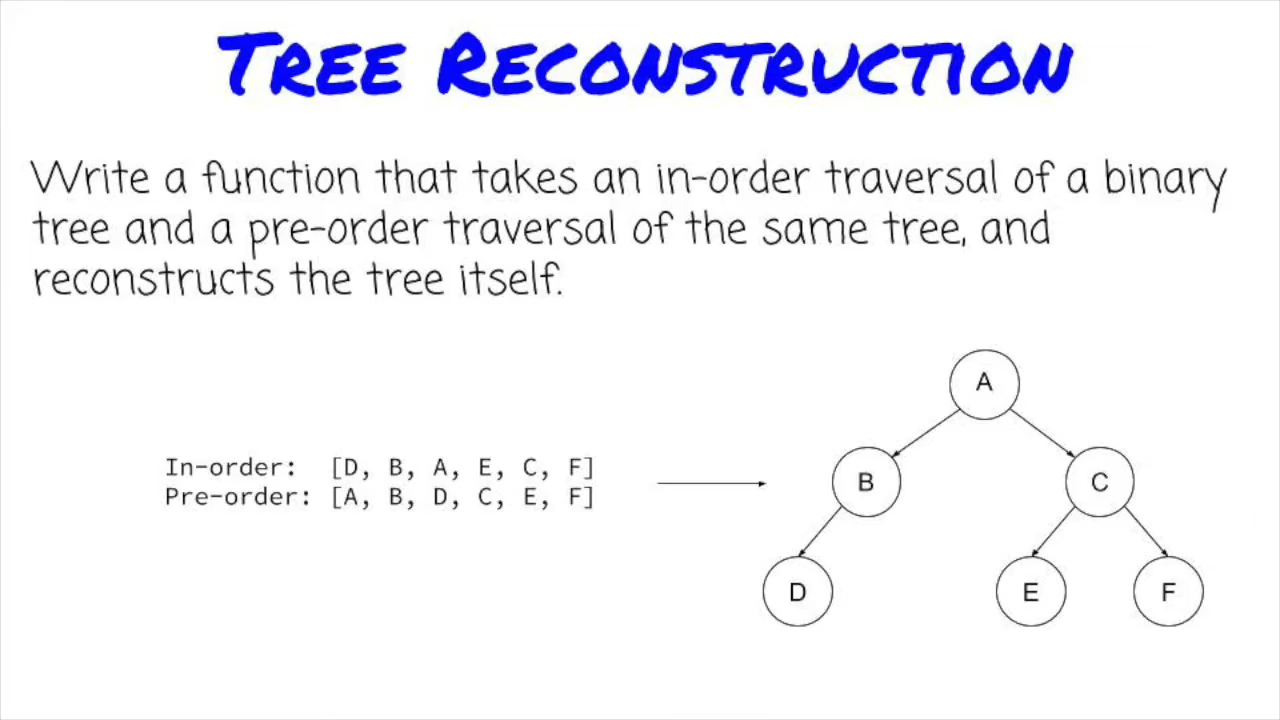 TREE RECONSTRUCTION
Write a function that takes an in-order traversal of a binary
tree and a pre-order traversal of the same tree, and
reconstructs the tree itself.
In-order: [D, B, A, E, C, F]
Pre-order: [A, B, D, C, E, F]
A
B
C
D
E
F